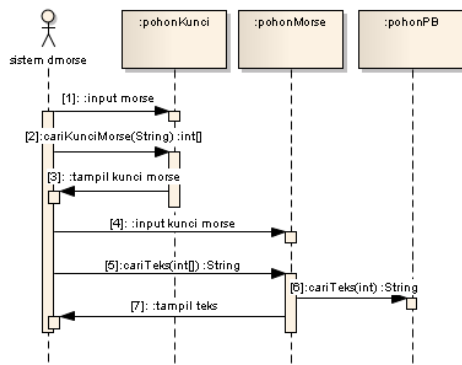 :pohonKunci
:pohonMorse
:pohonPB
sistem dmorse
[1]: :input morse
[2]:cariKunciMorse(String) :int[]
[3]: :tampil kunci morse
[4]: :input kunci morse
[5]:cariTeks(int[]) :String
[6]:cariTeks(int) :String
[7]: :tampil teks